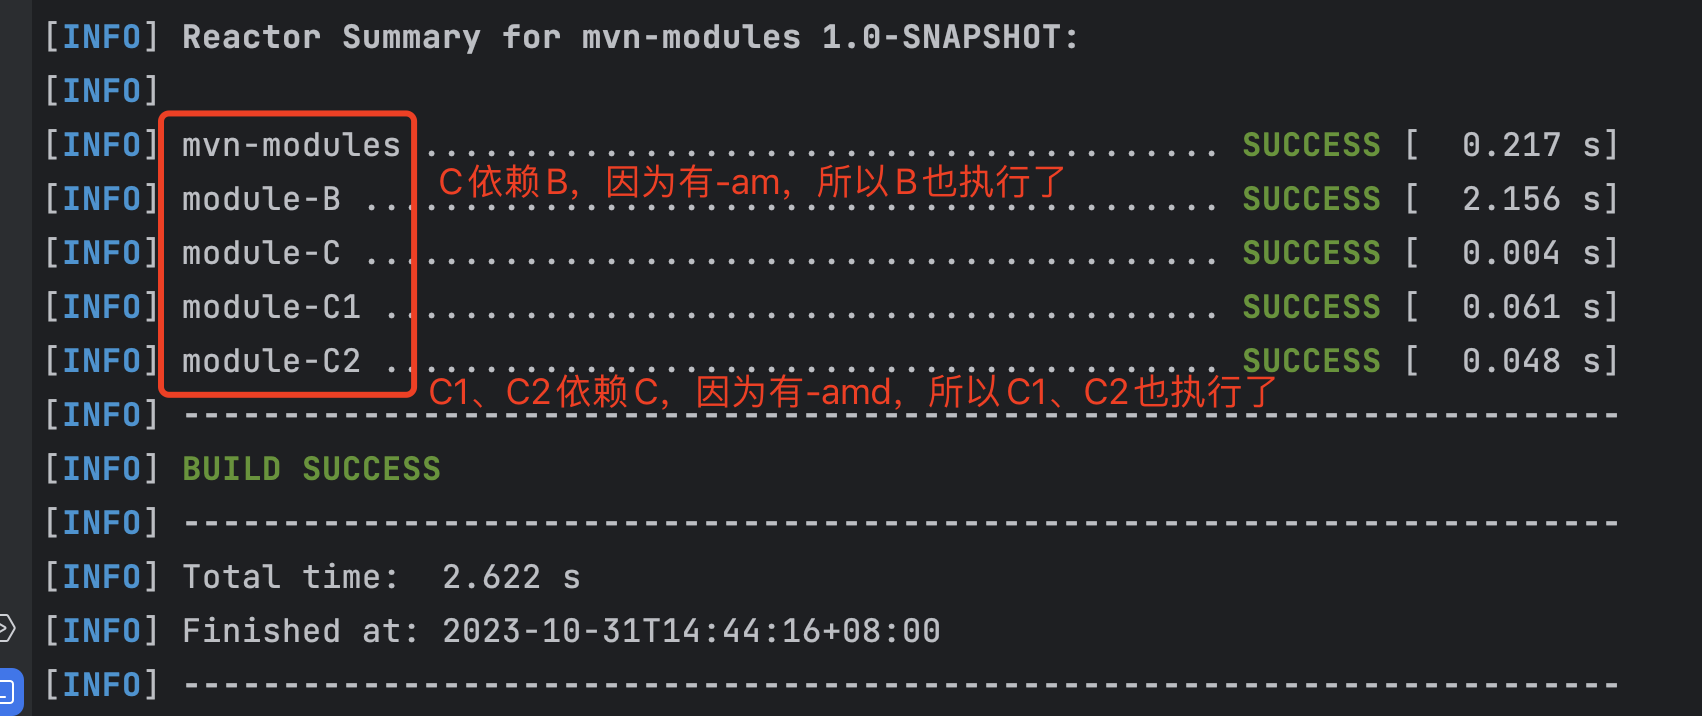 [INFO] Reactor Summary for mvn-modules 1.0-SNAPSHOT:
[INFO]
[INFO] mvn-modules ........................................ SUCCESS [  0.217 s]
C依赖B，因为有-am，所以B也执行了
[INFO] module-B ........................................... SUCCESS [  2.156 s]
[INFO] module-C ........................................... SUCCESS [  0.004 s]
[INFO] module-C1 .......................................... SUCCESS [  0.061 s]
[INFO] module-C2 .......................................... SUCCESS [  0.048 s]
C1、C2依赖C，因为有-amd，所以C1、C2也执行了
[INFO] ------------------------------------------------------------------------
[INFO] BUILD SUCCESS
[INFO] ------------------------------------------------------------------------
[INFO] Total time:  2.622 s
[INFO] Finished at: 2023-10-31T14:44:16+08:00
[INFO] ------------------------------------------------------------------------